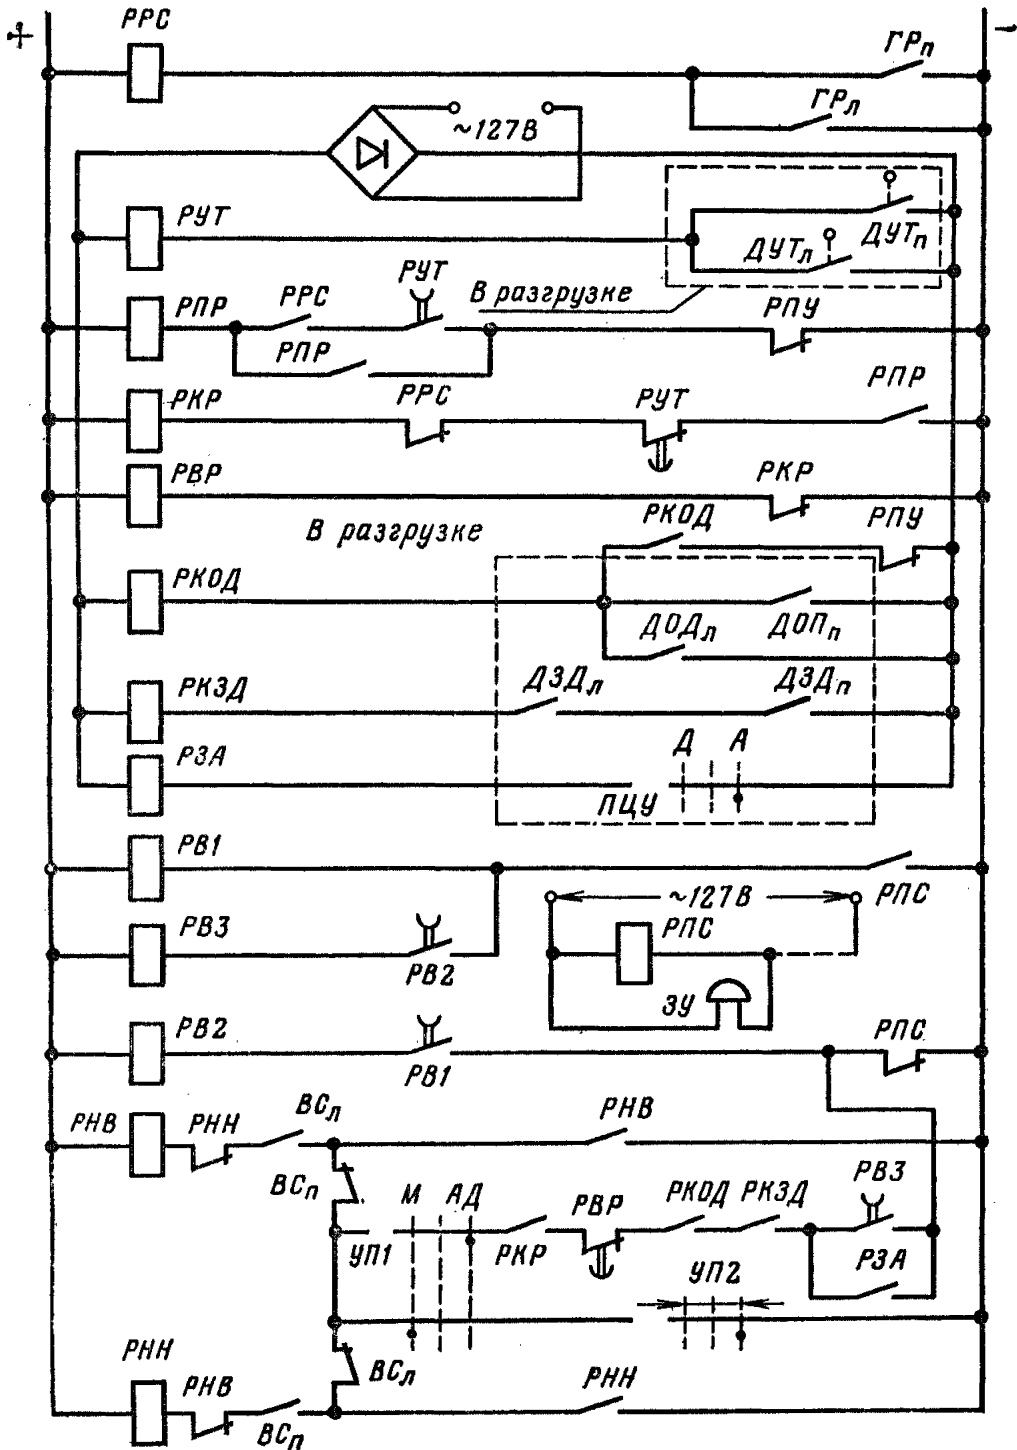 + РРС -
ГРп
ГРл
~127В
РУТ
ДУТп
ДУТл
РУТ
В разгрузке
РПР РРС РПУ
РПР
РКР РРС РУТ РПР
РВР РКР
В разгрузке
РКОД РПУ
РКОД
ДОДл ДОПп
РКЗД ДЗДл ДЗДп
РЗА Д А
ПЦУ
РВ1
~127В РПС
РВ3 РПС
РВ2
ЗУ
РВ2 РПС
РВ1
РНВ РНН ВСл РНВ
ВСп М АД РВР РКОД РКЗД РВ3
УП1 РКР РЗА
УП2
РНН
РНВ ВСл РНН
ВСп